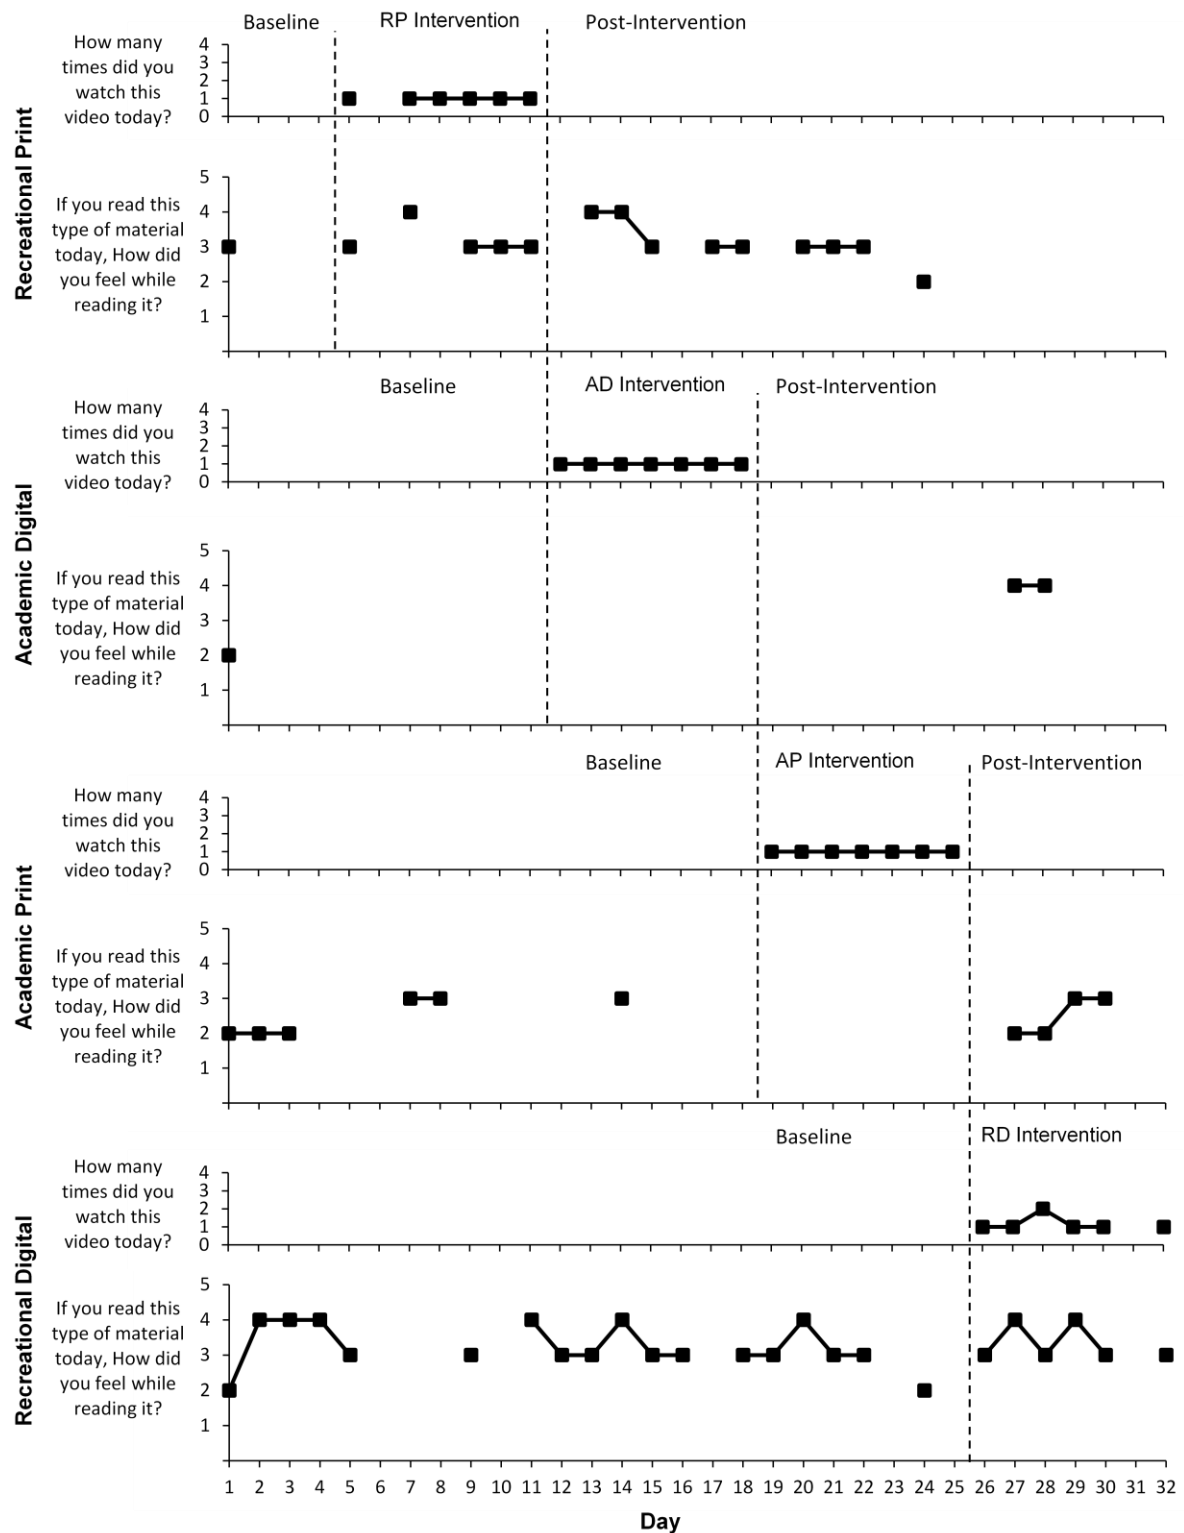 Baseline
RP Intervention
Post-Intervention
Recreational Print
How many
times did you
watch this
video today?
4
3
2
1
0
If you read this
type of material
today, How did
you feel while
reading it?
5
4
3
2
1
Baseline
AD Intervention
Post-Intervention
Academic Digital
How many
times did you
watch this
video today?
4
3
2
1
0
If you read this
type of material
today, How did
you feel while
reading it?
5
4
3
2
1
Baseline
AP Intervention
Post-Intervention
Academic Print
How many
times did you
watch this
video today?
4
3
2
1
0
If you read this
type of material
today, How did
you feel while
reading it?
5
4
3
2
1
Baseline
RD Intervention
Recreational Digital
How many
times did you
watch this
video today?
4
3
2
1
0
If you read this
type of material
today, How did
you feel while
reading it?
5
4
3
2
1
1 2 3 4 5 6 7 8 9 10 11 12 13 14 15 16 17 18 19 20 21 22 23 24 25 26 27 28 29 30 31 32
Day